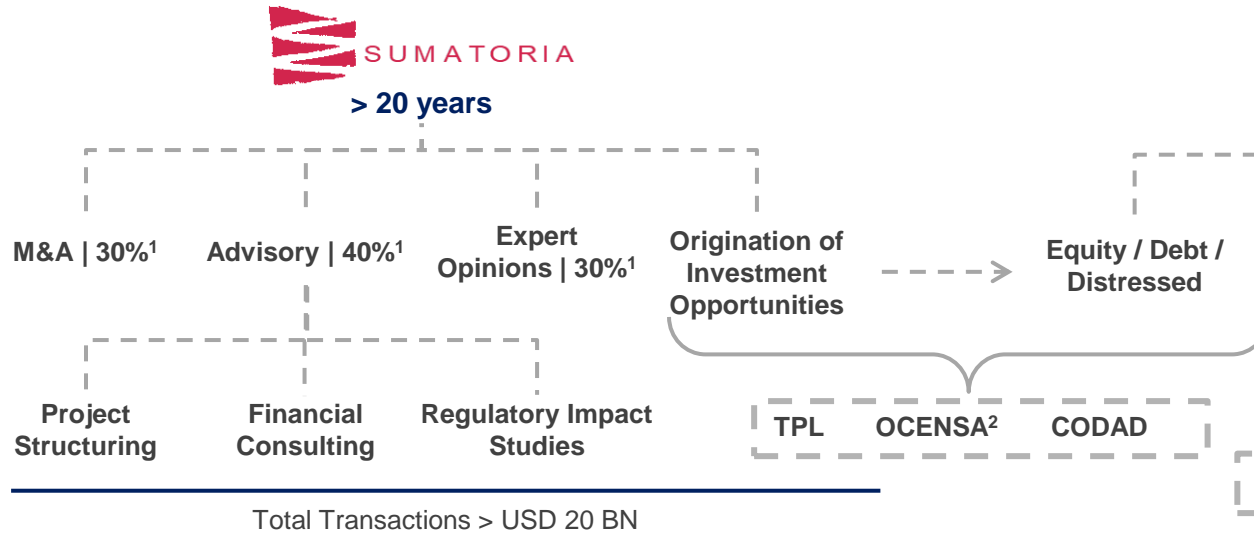 SUMATORIA
> 20 years
M&A | 30%¹
Advisory | 40%¹
Expert
Opinions | 30%¹
Origination of
Investment
Opportunities
Equity / Debt /
Distressed
Project
Structuring
Financial
Consulting
Regulatory Impact
Studies
TPL OCENSA² CODAD
Total Transactions > USD 20 BN